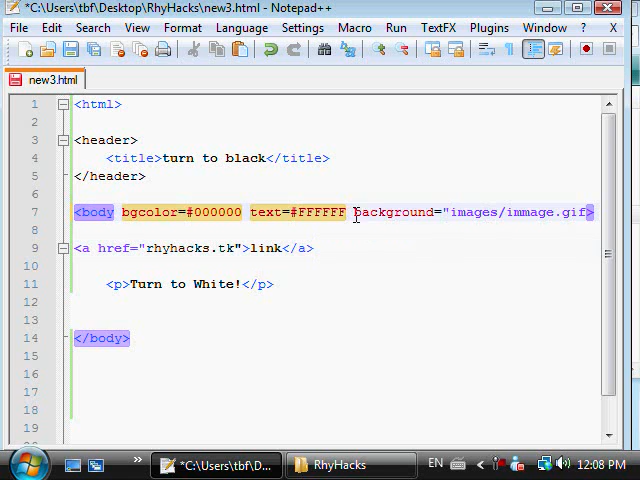 *C:\Users\tbf\Desktop\RhyHacks\new3.html - Notepad++
File Edit Search View Format Language Settings Macro Run TextFX Plugins Window ? X
new3.html
1 <html>
2
3 <header>
4 <title>turn to black</title>
5 </header>
6
7 <body bgcolor=#000000 text=#FFFFFF background="images/immage.gif>
8
9 <a href="rhyhacks.tk">link</a>
10
11 <p>Turn to White!</p>
12
13
14 </body>
15
16
17
18
19
*C:\Users\tbf\D... RhyHacks EN 12:08 PM